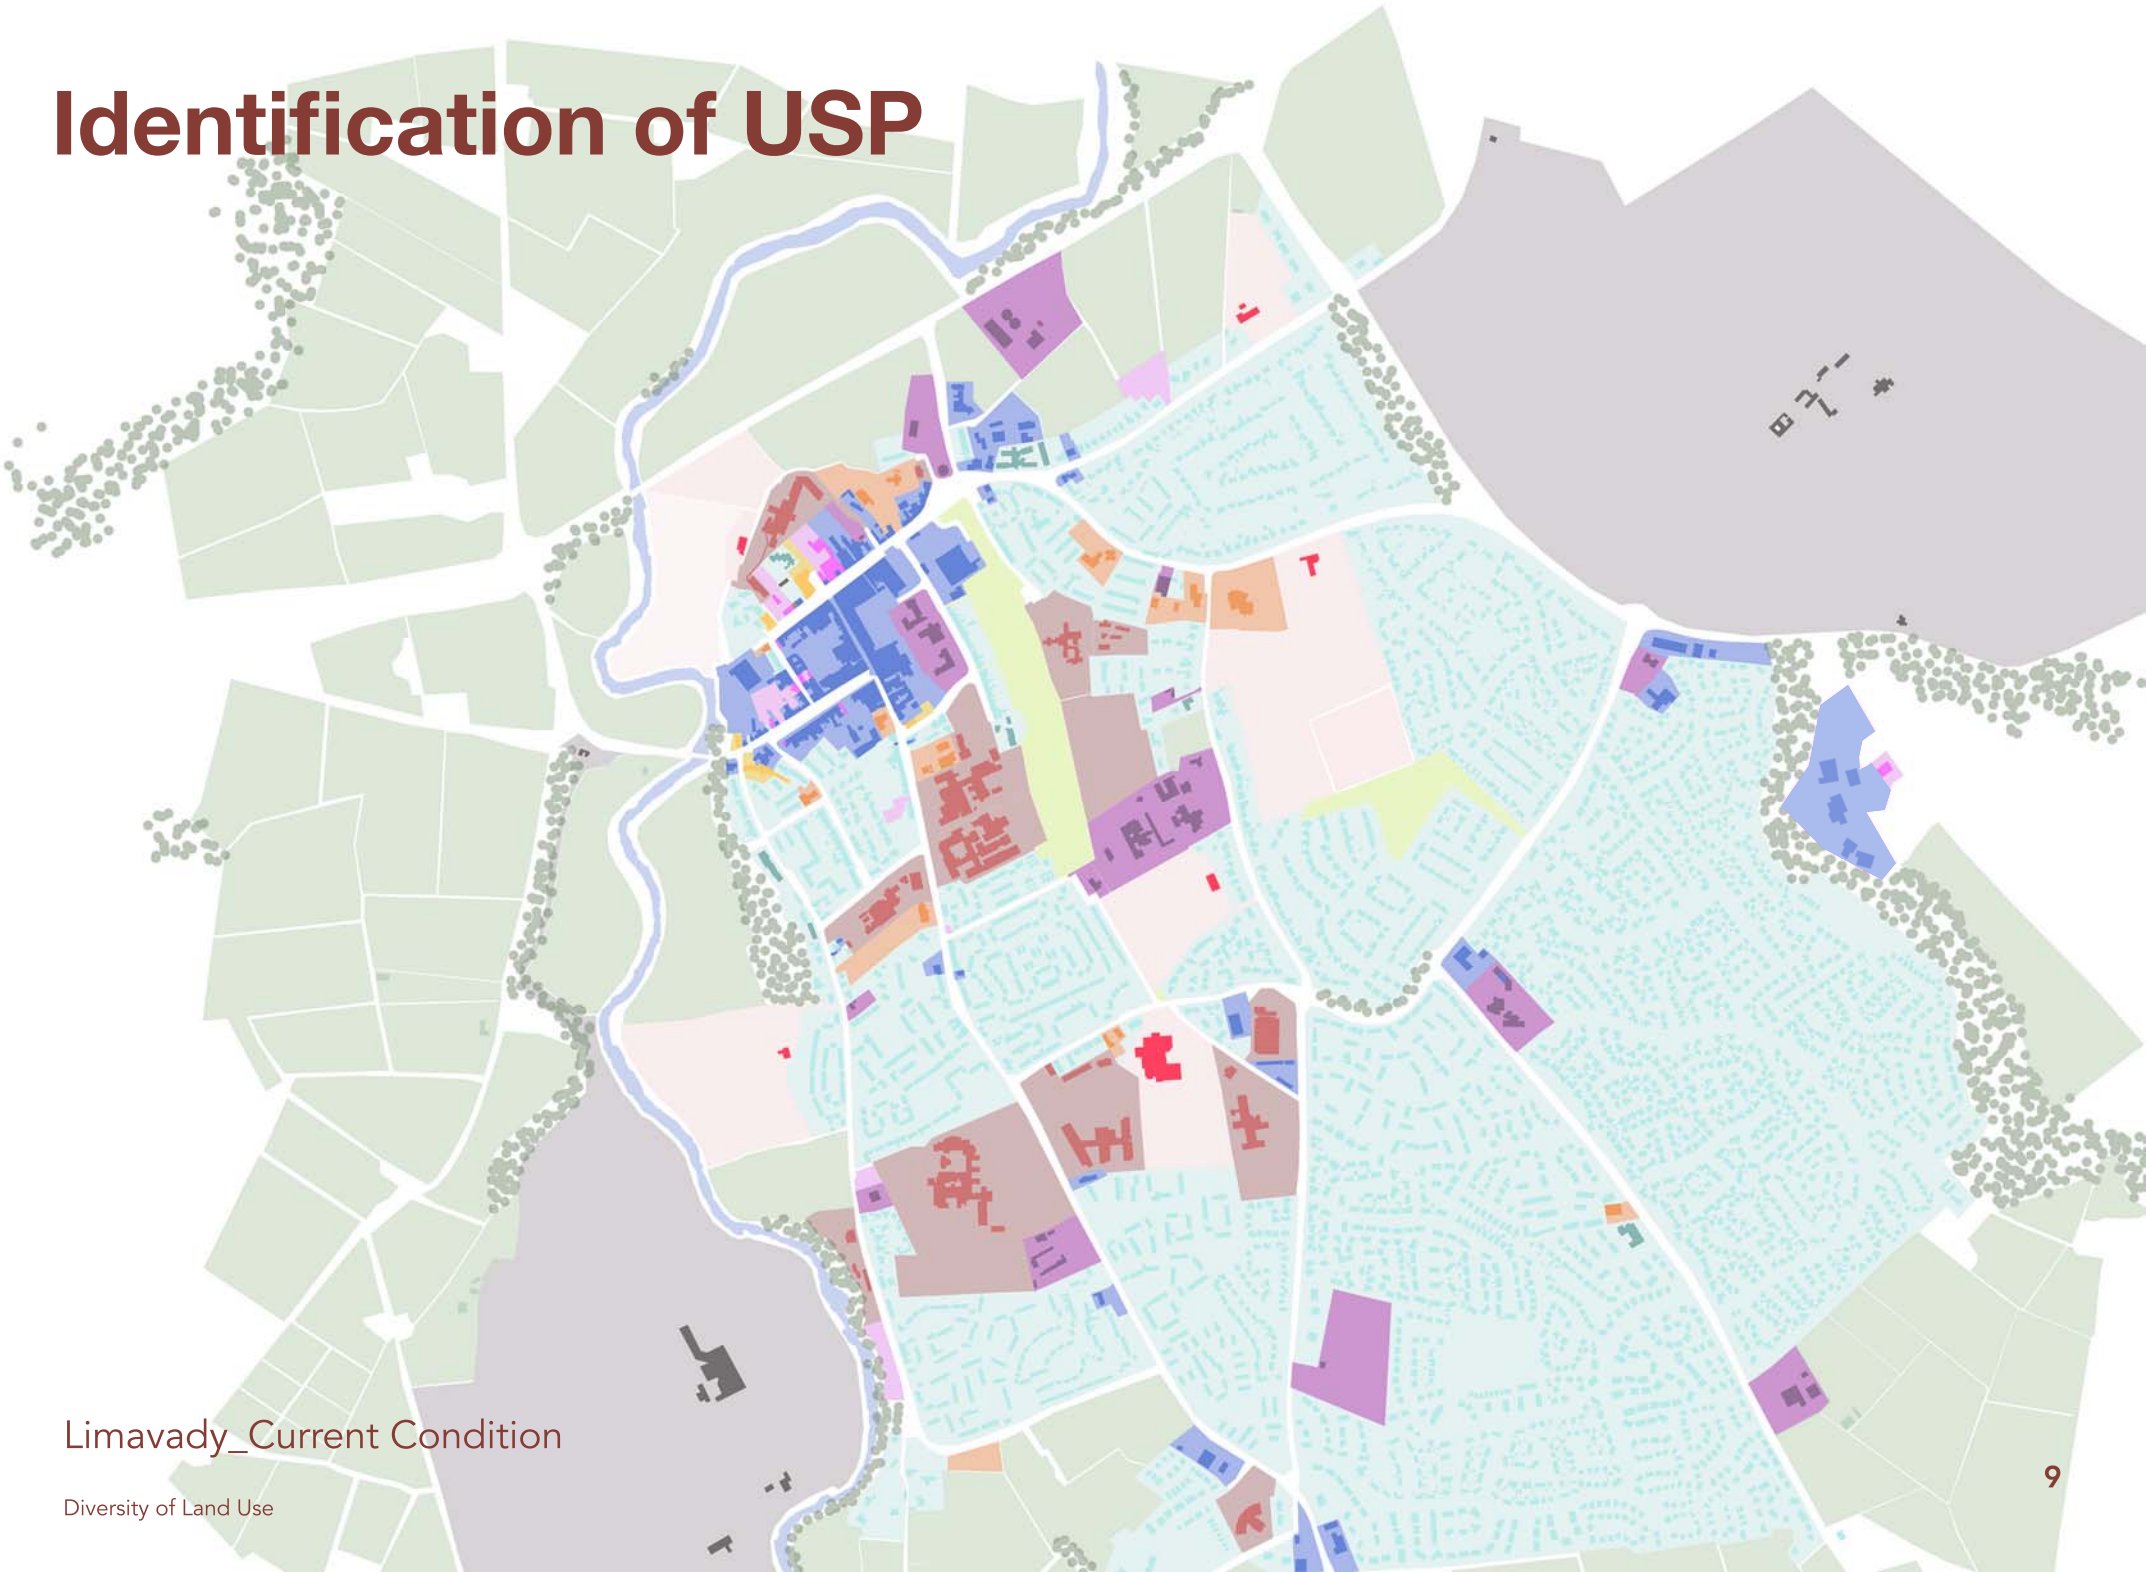 Identification of USP
Limavady_Current Condition
Diversity of Land Use
9